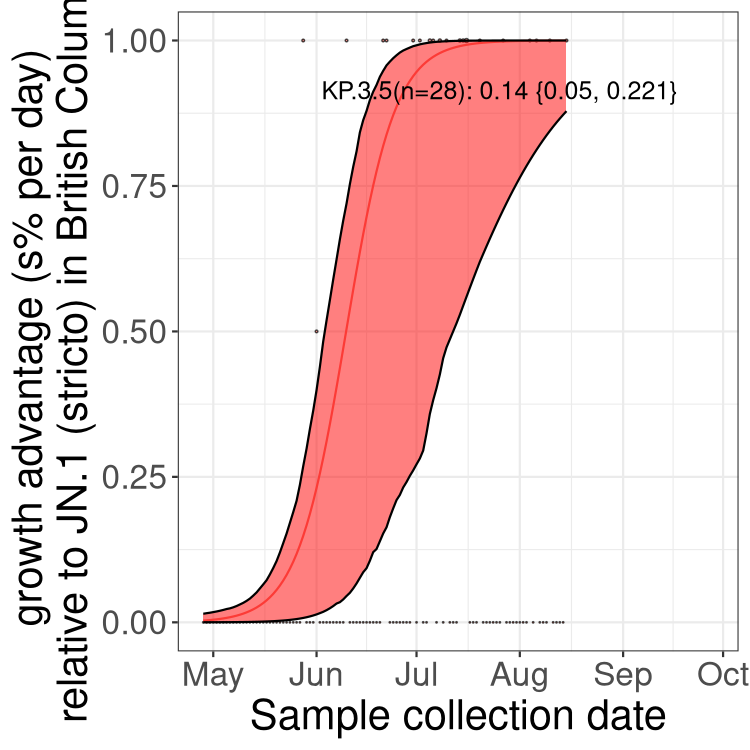 growth advantage (s% per day)
relative to JN.1 (stricto) in British Colum
1.00
0.75
0.50
0.25
0.00
KP.3.5(n=28): 0.14 {0.05, 0.221}
May Jun Jul Aug Sep Oct
Sample collection date